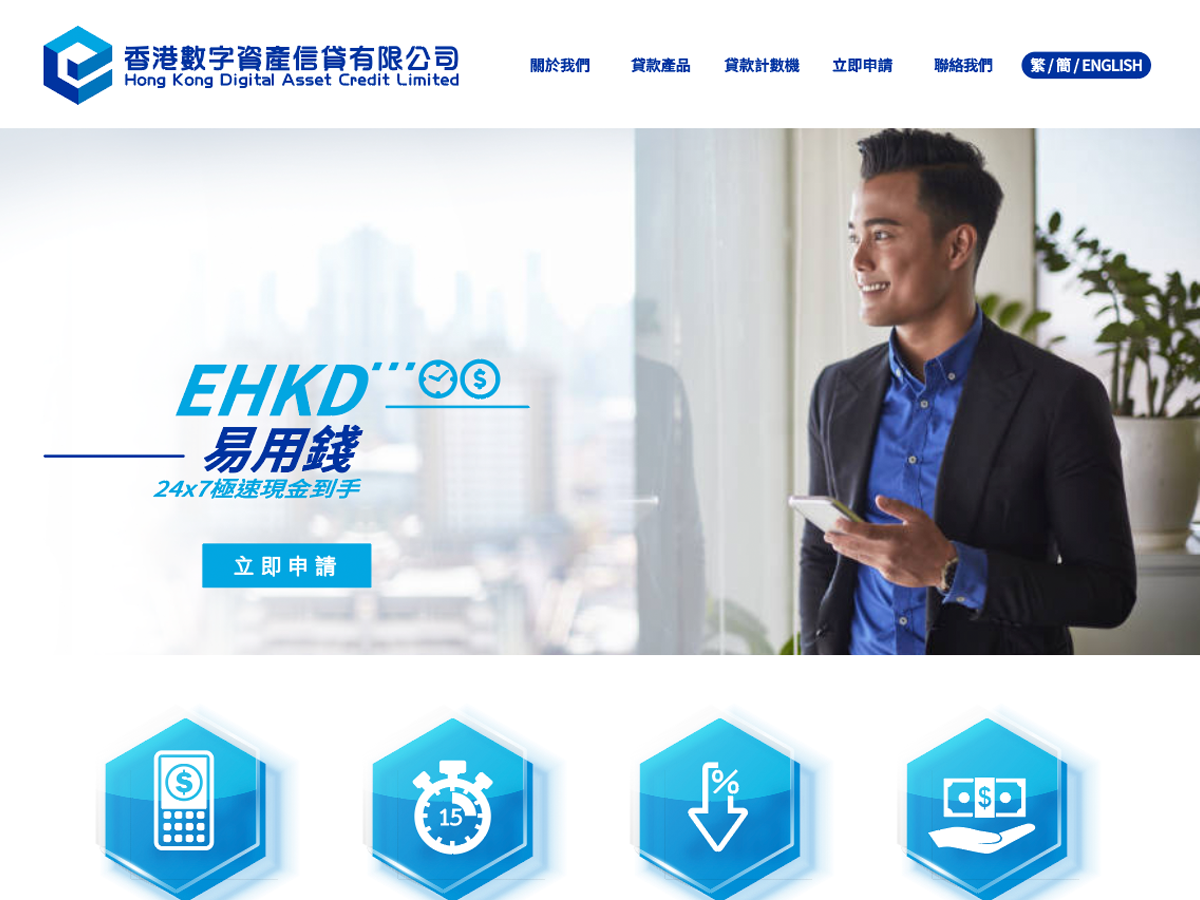 香港數字資產信貸有限公司
Hong Kong Digital Asset Credit Limited
關於我們 貸款產品 貸款計數機 立即申請 聯絡我們 繁 / 簡 / ENGLISH
EHKD
易用錢
24x7極速現金到手
立即申請
$
15
%
$